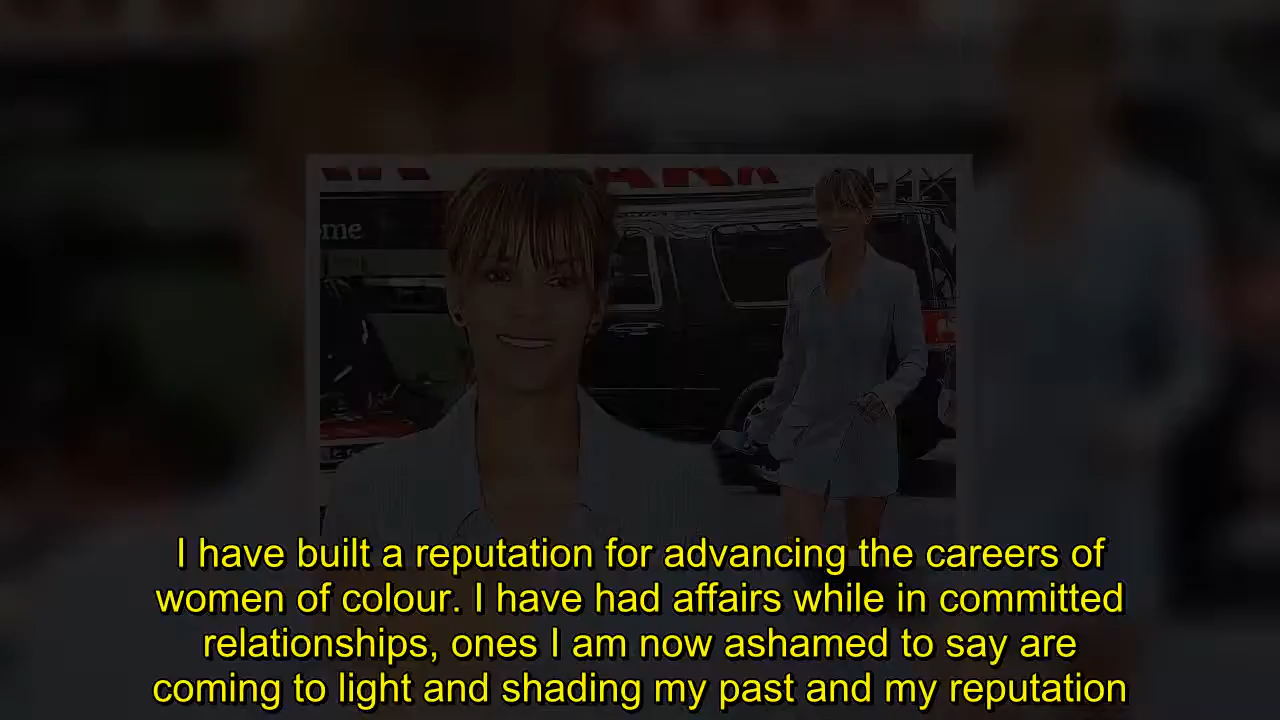 me
I have built a reputation for advancing the careers of
women of colour. I have had affairs while in committed
relationships, ones I am now ashamed to say are
coming to light and shading my past and my reputation